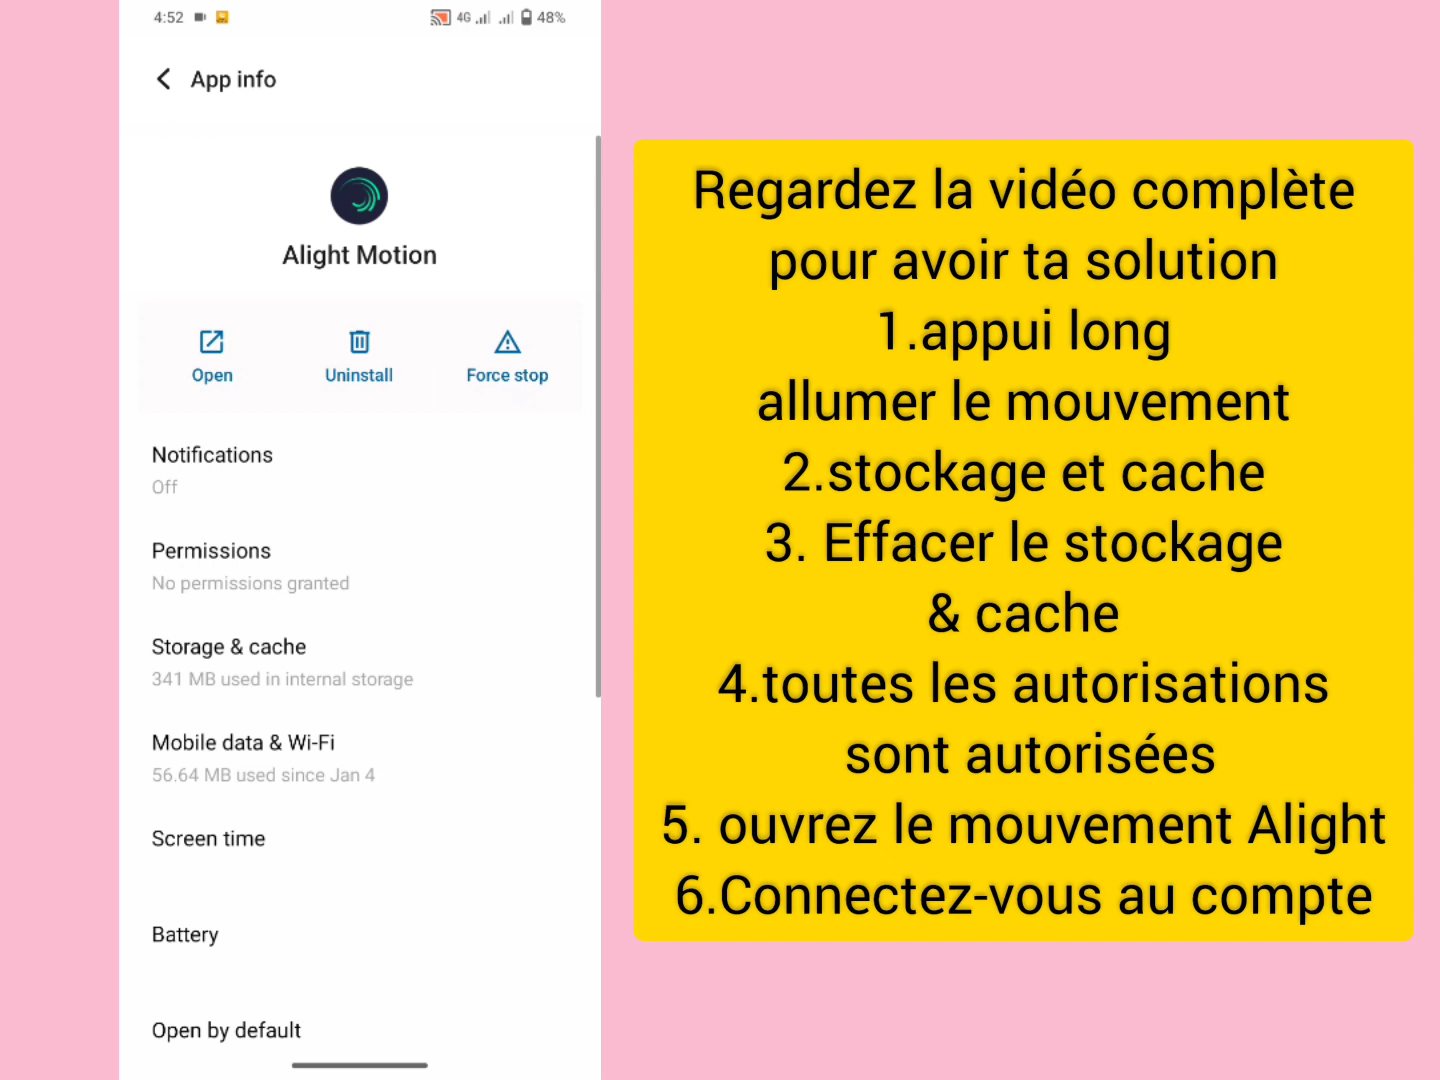 4:52
4G
48%
App info
Alight Motion
Open
Uninstall
Force stop
Notifications
Off
Permissions
No permissions granted
Storage & cache
341 MB used in internal storage
Mobile data & Wi-Fi
56.64 MB used since Jan 4
Screen time
Battery
Open by default
Regardez la vidéo complète
pour avoir ta solution
1.appui long
allumer le mouvement
2.stockage et cache
3. Effacer le stockage
& cache
4.toutes les autorisations
sont autorisées
5. ouvrez le mouvement Alight
6.Connectez-vous au compte